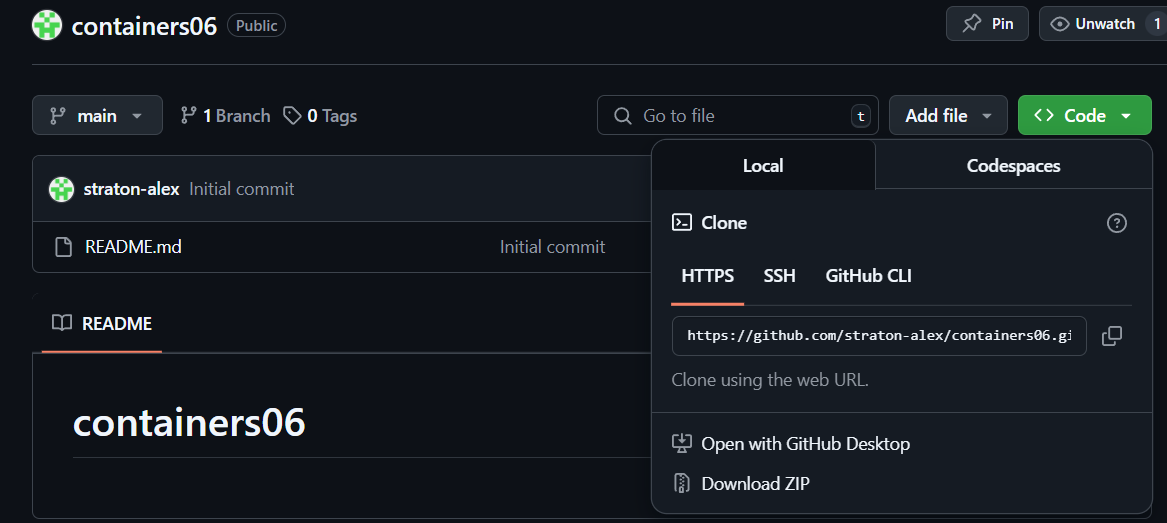 containers06 Public Pin Unwatch 1
main 1 Branch 0 Tags Go to file t Add file Code
Local Codespaces
straton-alex Initial commit
Clone
README.md Initial commit
HTTPS SSH GitHub CLI
README
https://github.com/straton-alex/containers06.gi
Clone using the web URL.
containers06
Open with GitHub Desktop
Download ZIP